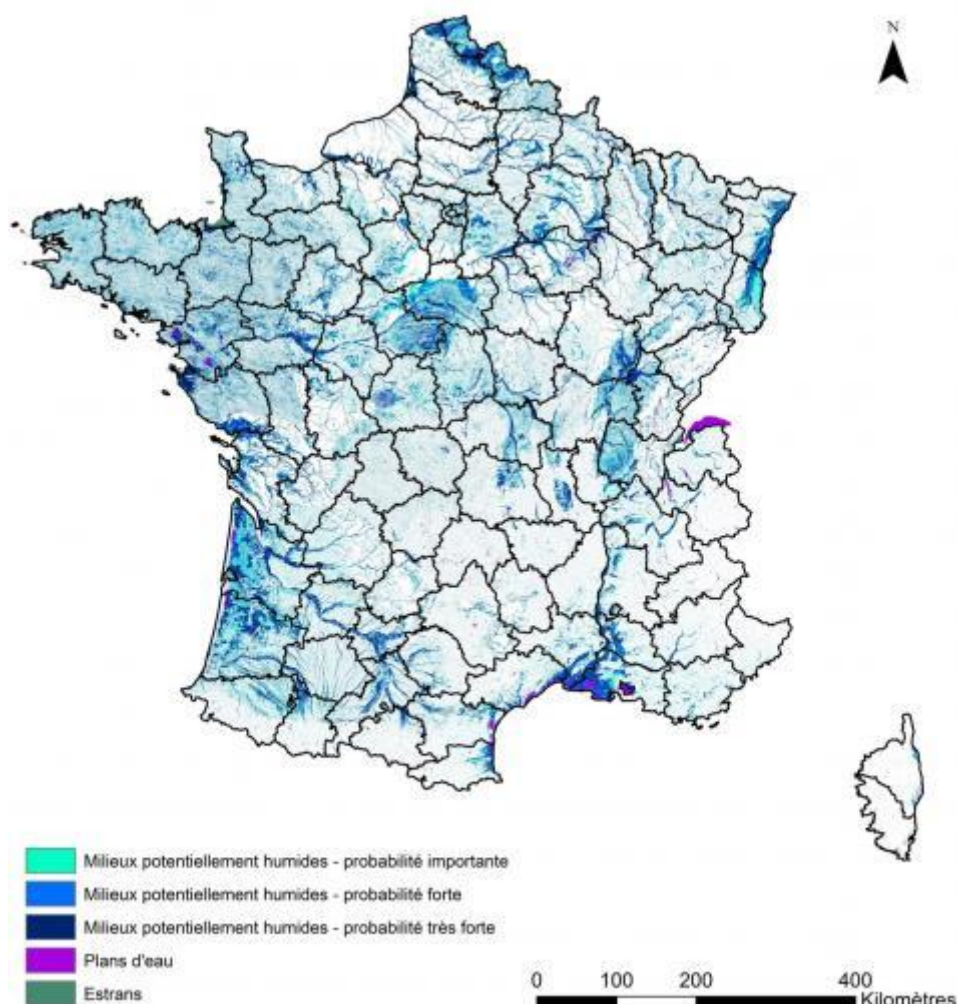 N
Milieux potentiellement humides - probabilité importante
Milieux potentiellement humides - probabilité forte
Milieux potentiellement humides - probabilité très forte
Plans d'eau
Estrans
0 100 200 400
Kilomètres